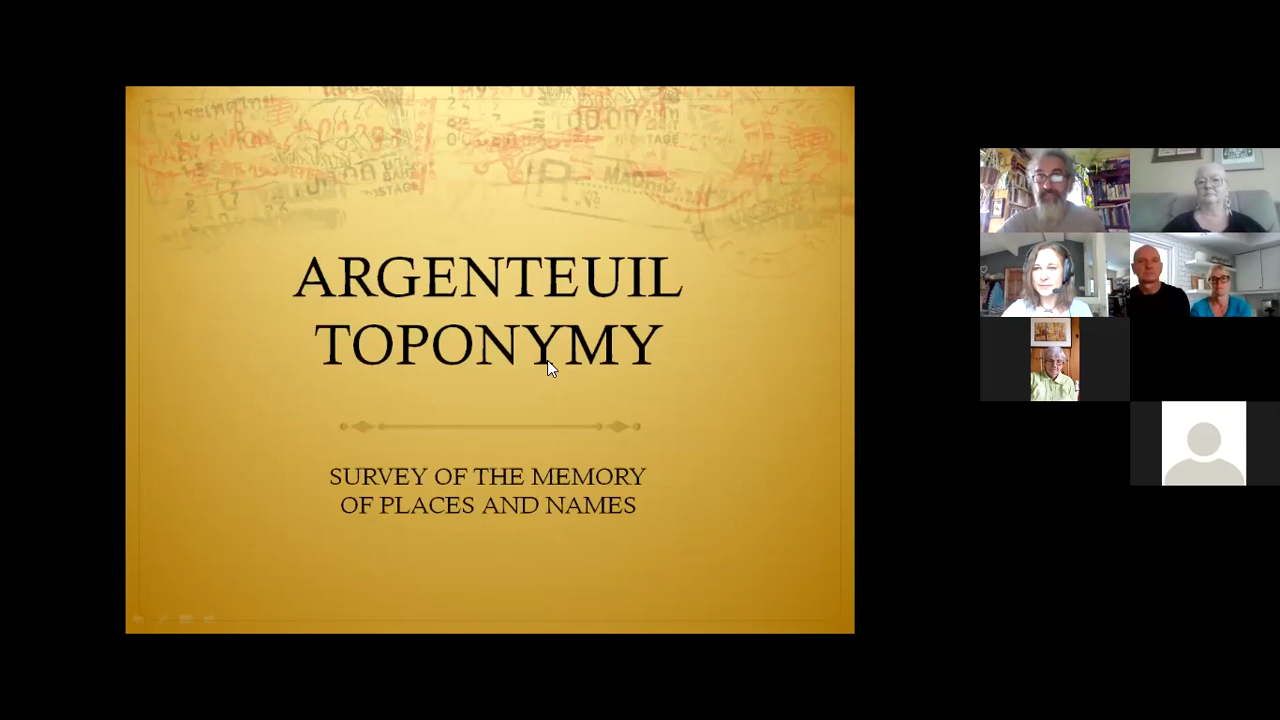 ARGENTEUIL
TOPONYMY
SURVEY OF THE MEMORY
OF PLACES AND NAMES